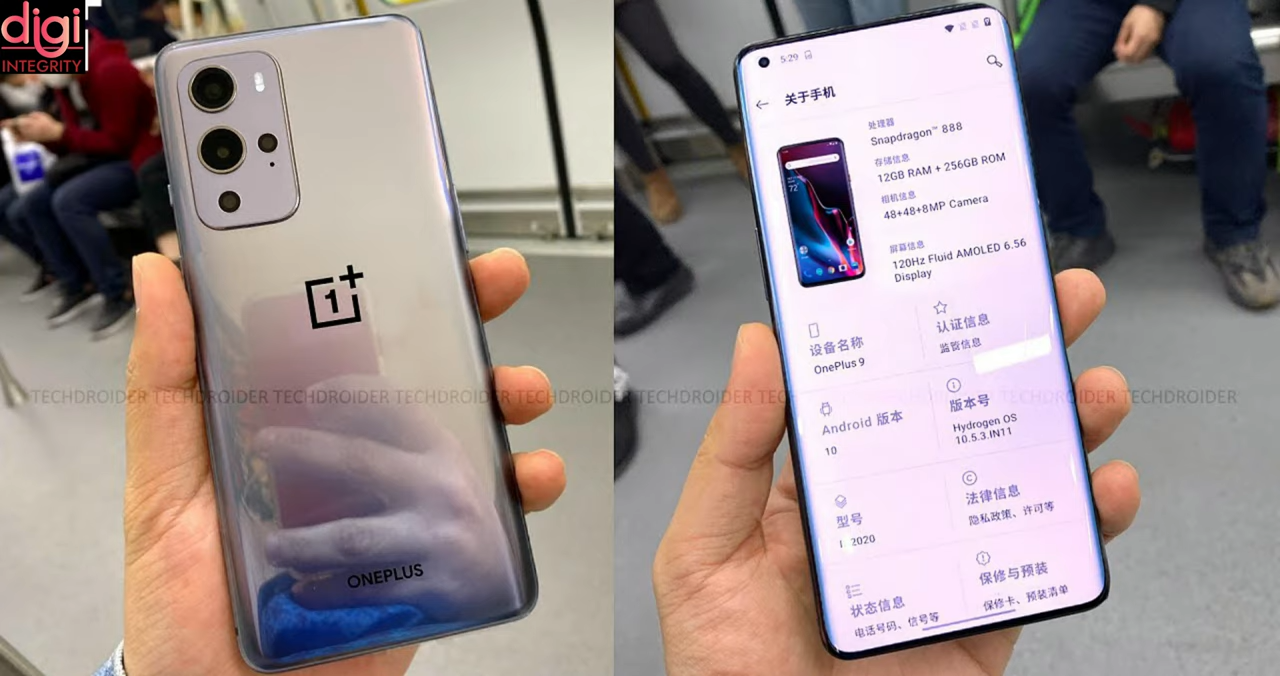 digi
INTEGRITY
1+
ONEPLUS
TECHDROIDER TECHDROIDER TECHDROIDER TECHDROIDER TECHDROIDER TECHDROIDER TECHDROIDER TECHDROIDER TECHDROIDER TECHDROIDER
5:29
关于手机
处理器
Snapdragon™ 888
存储信息
12GB RAM + 256GB ROM
相机信息
48+48+8MP Camera
屏幕信息
120Hz Fluid AMOLED 6.56
Display
设备名称
OnePlus 9
认证信息
监管信息
Android 版本
10
版本号
Hydrogen OS
10.5.3.IN11
型号
2020
法律信息
隐私政策、许可等
状态信息
电话号码、信号等
保修与预装
保修卡、预装清单